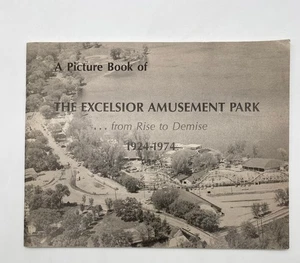 A Picture Book of
THE EXCELSIOR AMUSEMENT PARK
. . . from Rise to Demise
1924-1974